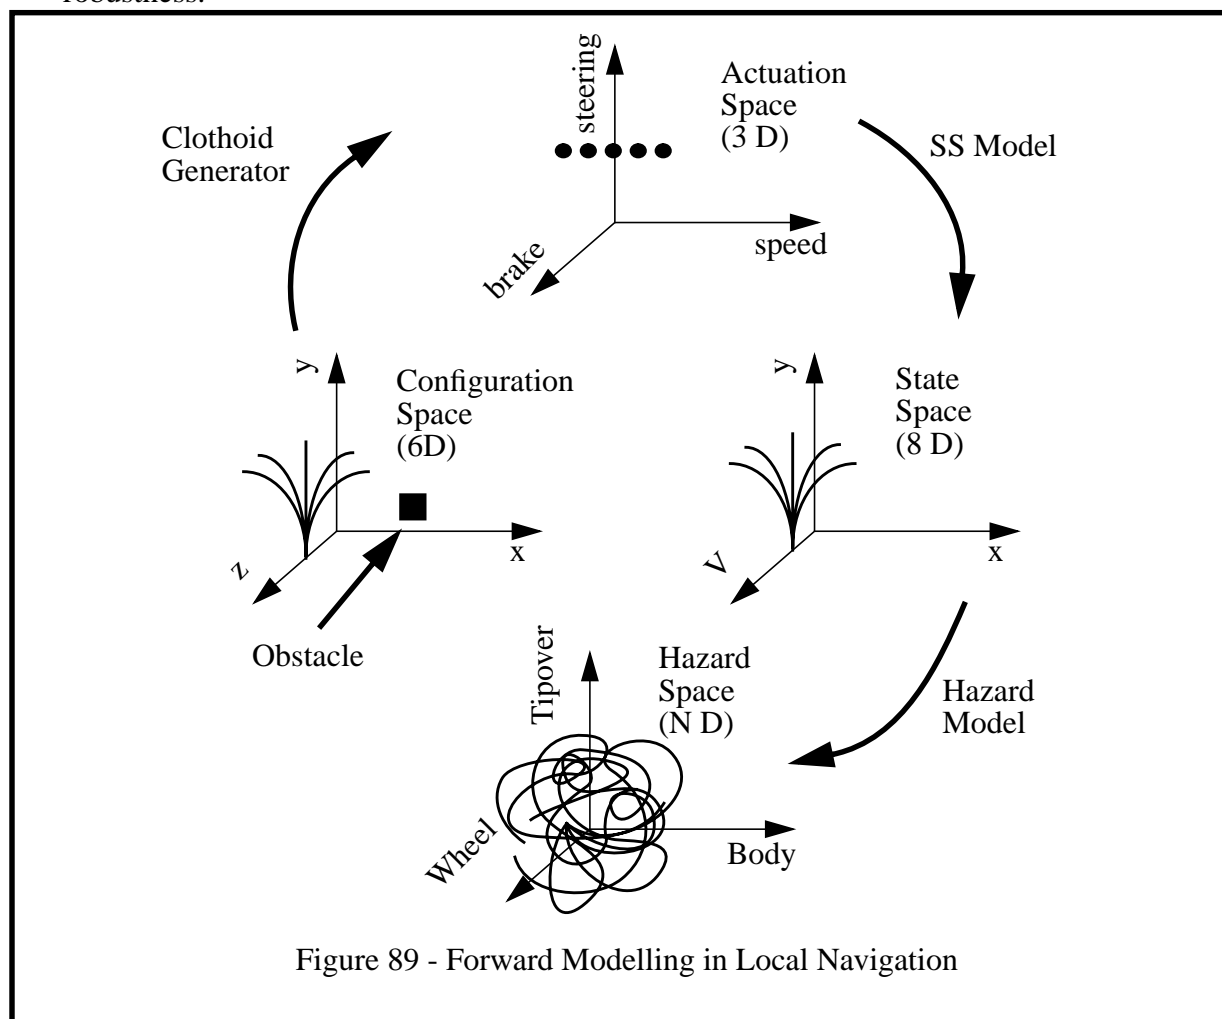 robustness.
steering
Actuation
Space
(3 D)
Clothoid
Generator
SS Model
speed
brake
y
Configuration
Space
(6D)
x
z
Obstacle
y
State
Space
(8 D)
x
V
Tipover
Hazard
Space
(N D)
Hazard
Model
Wheel
Body
Figure 89 - Forward Modelling in Local Navigation